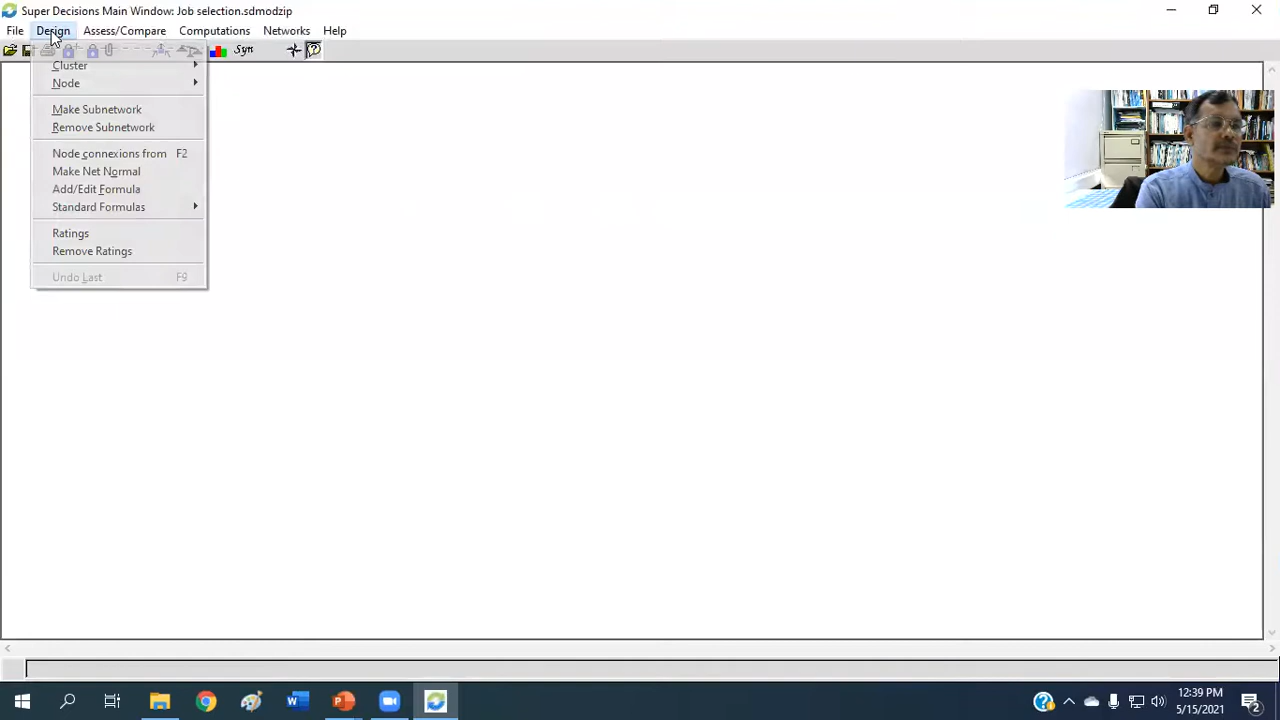 Super Decisions Main Window: Job selection.sdmodzip
File Design Assess/Compare Computations Networks Help
Syn
Cluster
Node
Make Subnetwork
Remove Subnetwork
Node connexions from F2
Make Net Normal
Add/Edit Formula
Standard Formulas
Ratings
Remove Ratings
Undo Last F9
12:39 PM
5/15/2021
2